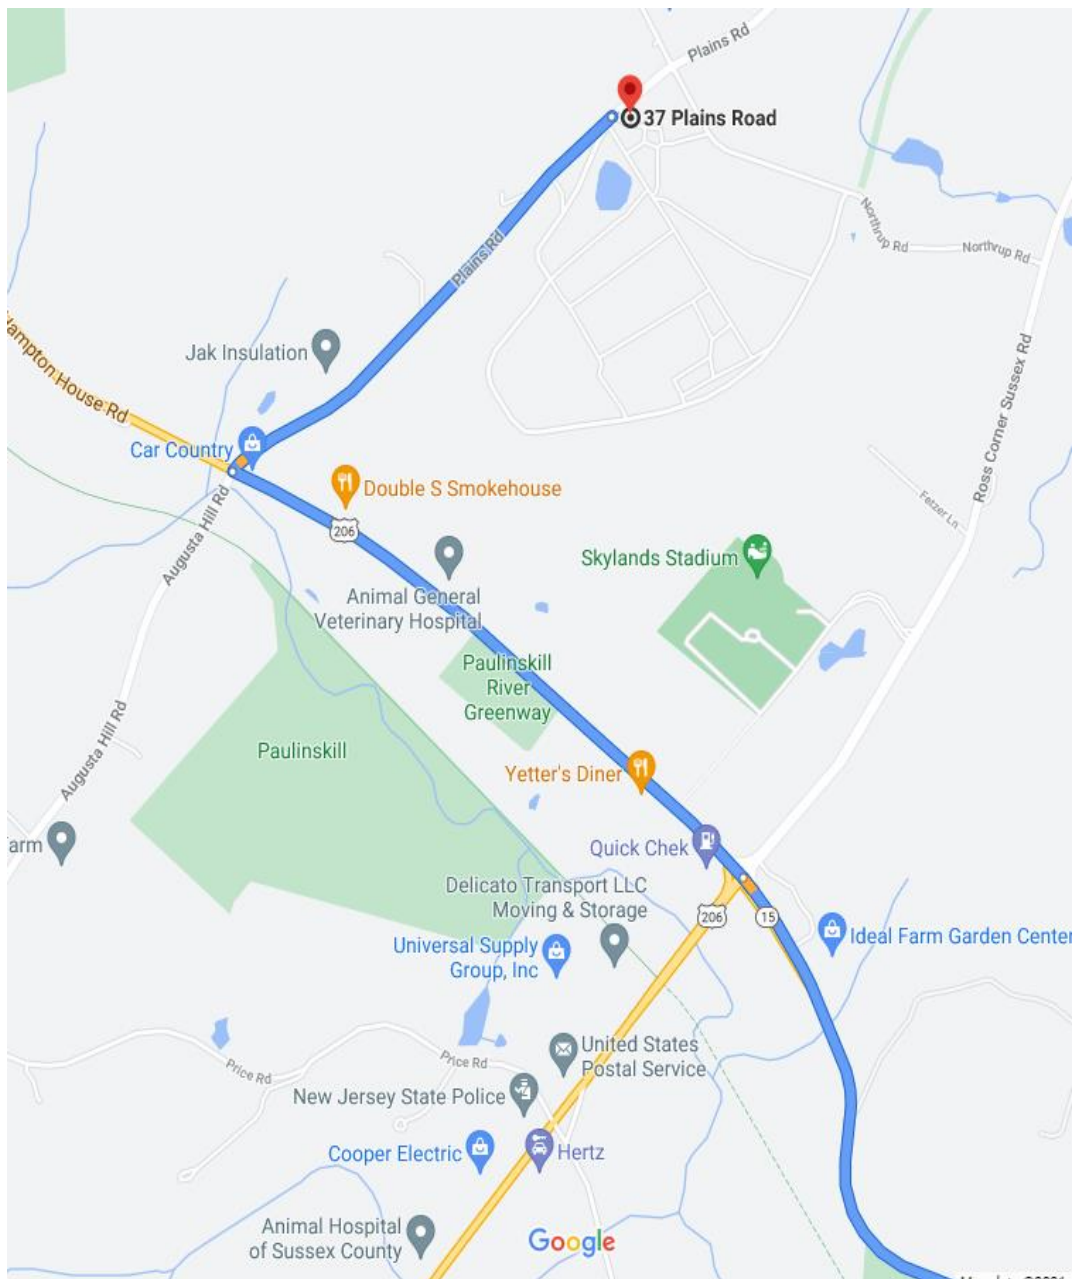 Plains Rd
37 Plains Road
Northrup Rd
Northrup Rd
Plains Rd
Jak Insulation
Hampton House Rd
Ross Corner Sussex Rd
Car Country
Double S Smokehouse
206
Augusta Hill Rd
Fetzer Ln
Skylands Stadium
Animal General
Veterinary Hospital
Paulinskill
River
Greenway
Augusta Hill Rd
Paulinskill
Yetter's Diner
arm
Quick Chek
Delicato Transport LLC
Moving & Storage
206
15
Ideal Farm Garden Center
Universal Supply
Group, Inc
United States
Postal Service
Price Rd
Price Rd
New Jersey State Police
Cooper Electric
Hertz
Animal Hospital
of Sussex County
Google